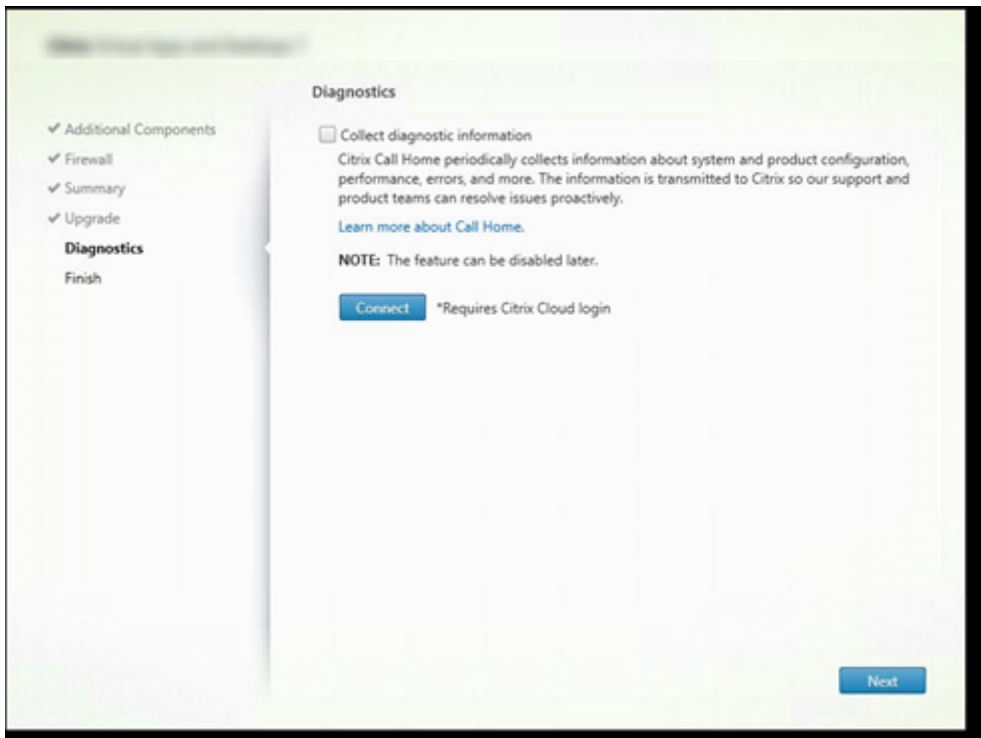 Diagnostics
Additional Components
Firewall
Summary
Upgrade
Diagnostics
Finish
Collect diagnostic information
Citrix Call Home periodically collects information about system and product configuration,
performance, errors, and more. The information is transmitted to Citrix so our support and
product teams can resolve issues proactively.
Learn more about Call Home.
NOTE: The feature can be disabled later.
Connect *Requires Citrix Cloud login
Next